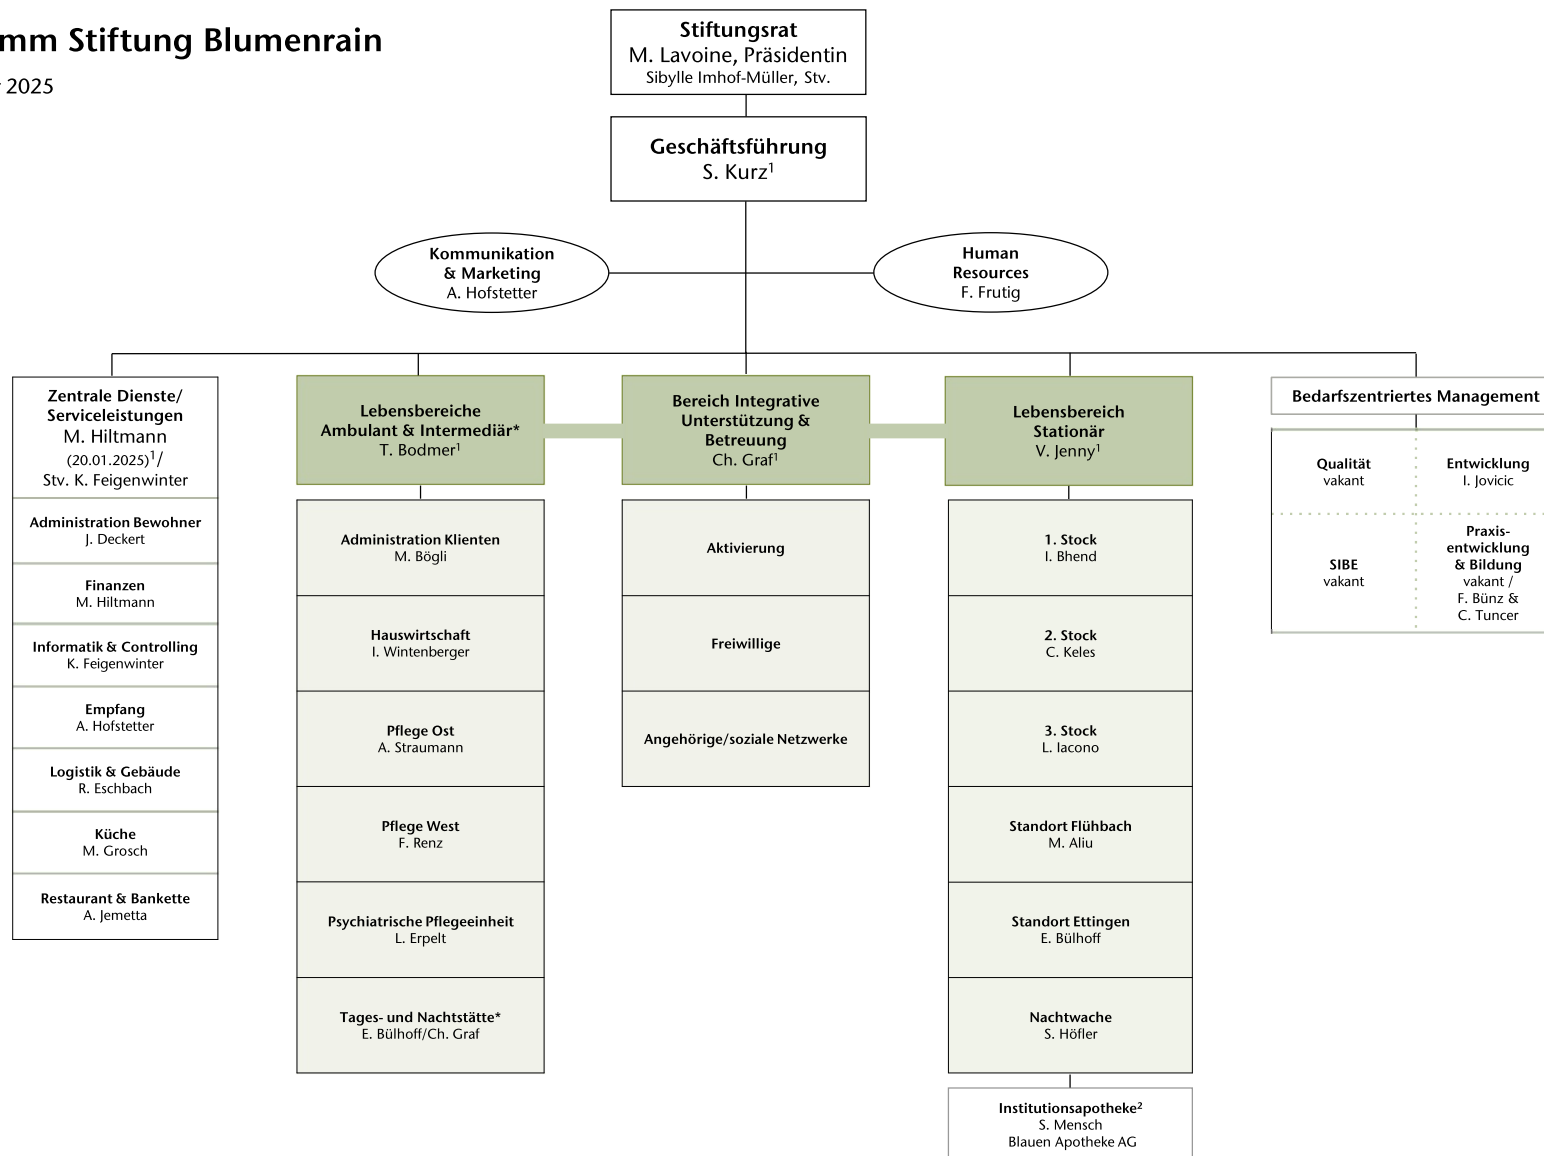 mm Stiftung Blumenrain
2025
Stiftungsrat
M. Lavoine, Präsidentin
Sibylle Imhof-Müller, Stv.
Geschäftsführung
S. Kurz¹
Kommunikation
& Marketing
A. Hofstetter
Human
Resources
F. Frutig
Zentrale Dienste/
Serviceleistungen
M. Hiltmann
(20.01.2025)¹/
Stv. K. Feigenwinter
Administration Bewohner
J. Deckert
Finanzen
M. Hiltmann
Informatik & Controlling
K. Feigenwinter
Empfang
A. Hofstetter
Logistik & Gebäude
R. Eschbach
Küche
M. Grosch
Restaurant & Bankette
A. Jemetta
Lebensbereiche
Ambulant & Intermediär*
T. Bodmer¹
Administration Klienten
M. Bögli
Hauswirtschaft
I. Wintenberger
Pflege Ost
A. Straumann
Pflege West
F. Renz
Psychiatrische Pflegeeinheit
L. Erpelt
Tages- und Nachtstätte*
E. Bülhoff/Ch. Graf
Bereich Integrative
Unterstützung &
Betreuung
Ch. Graf¹
Aktivierung
Freiwillige
Angehörige/soziale Netzwerke
Lebensbereich
Stationär
V. Jenny¹
1. Stock
I. Bhend
2. Stock
C. Keles
3. Stock
L. Iacono
Standort Flühbach
M. Aliu
Standort Ettingen
E. Bülhoff
Nachtwache
S. Höfler
Institutionsapotheke²
S. Mensch
Blauen Apotheke AG
Bedarfszentriertes Management
Qualität
vakant
Entwicklung
I. Jovicic
SIBE
vakant
Praxis-
entwicklung
& Bildung
vakant /
F. Bünz &
C. Tuncer